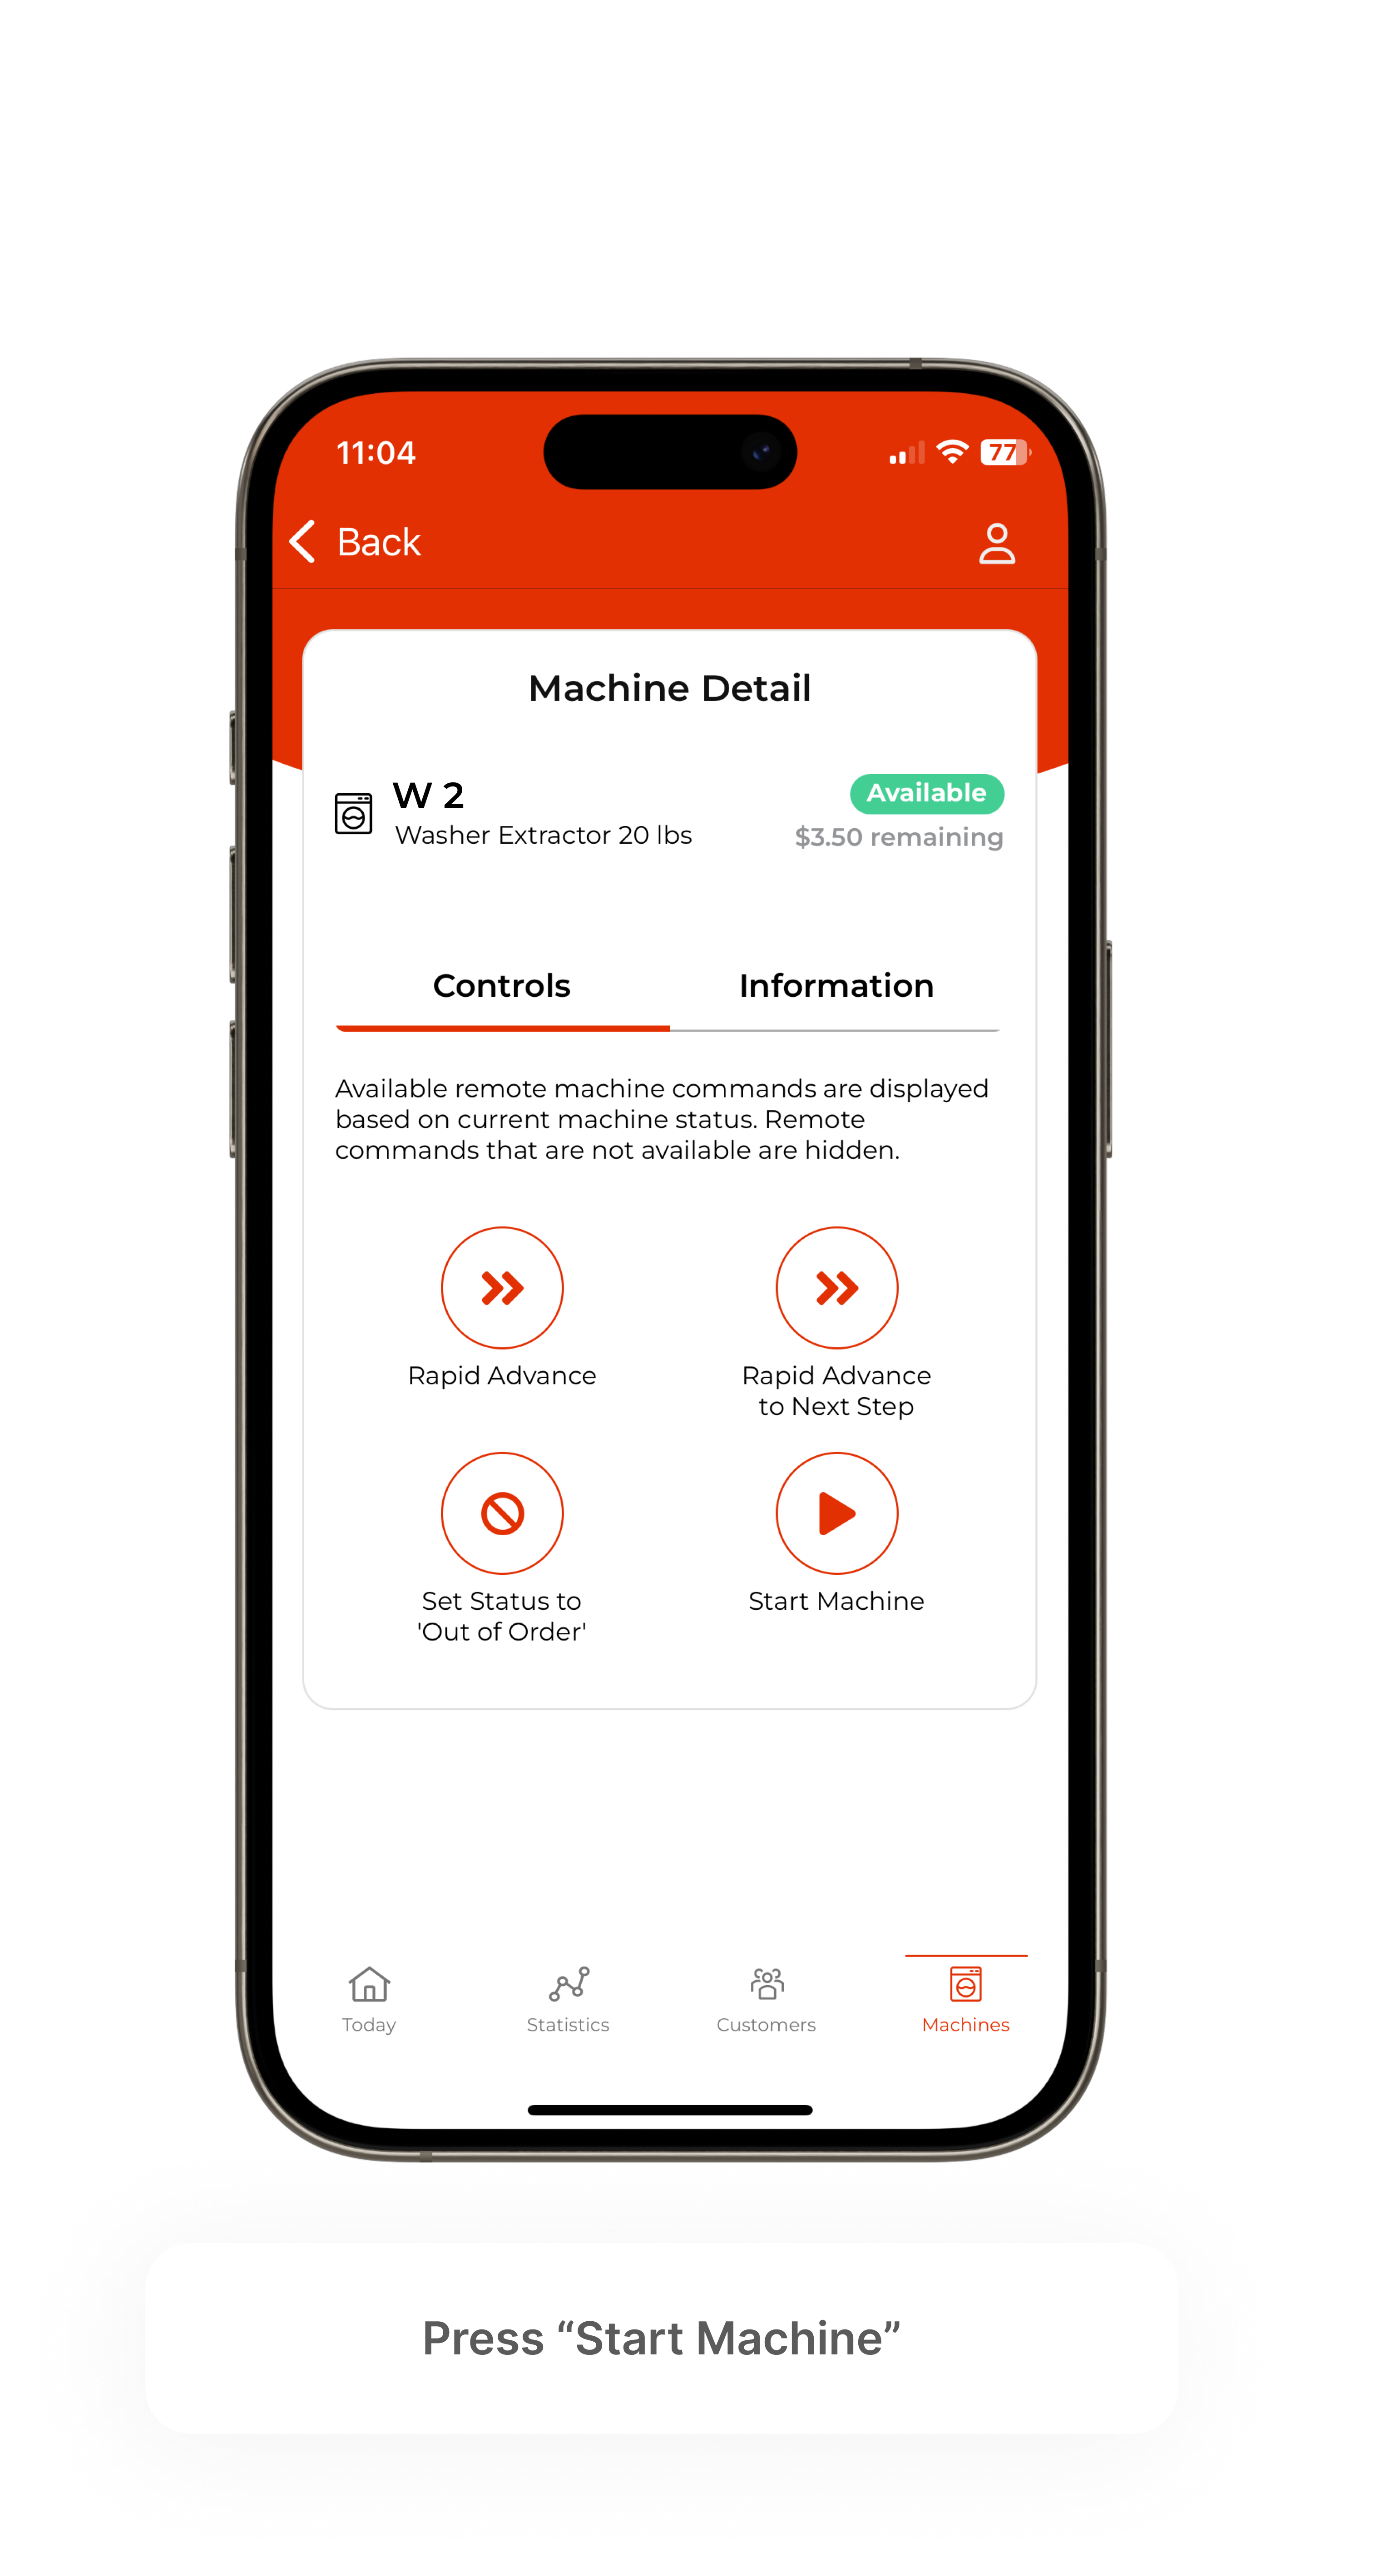 11:04
77
Back
Machine Detail
W 2
Available
Washer Extractor 20 lbs
$3.50 remaining
Controls
Information
Available remote machine commands are displayed
based on current machine status. Remote
commands that are not available are hidden.
Rapid Advance
Rapid Advance
to Next Step
Set Status to
'Out of Order'
Start Machine
Today
Statistics
Customers
Machines
Press “Start Machine”